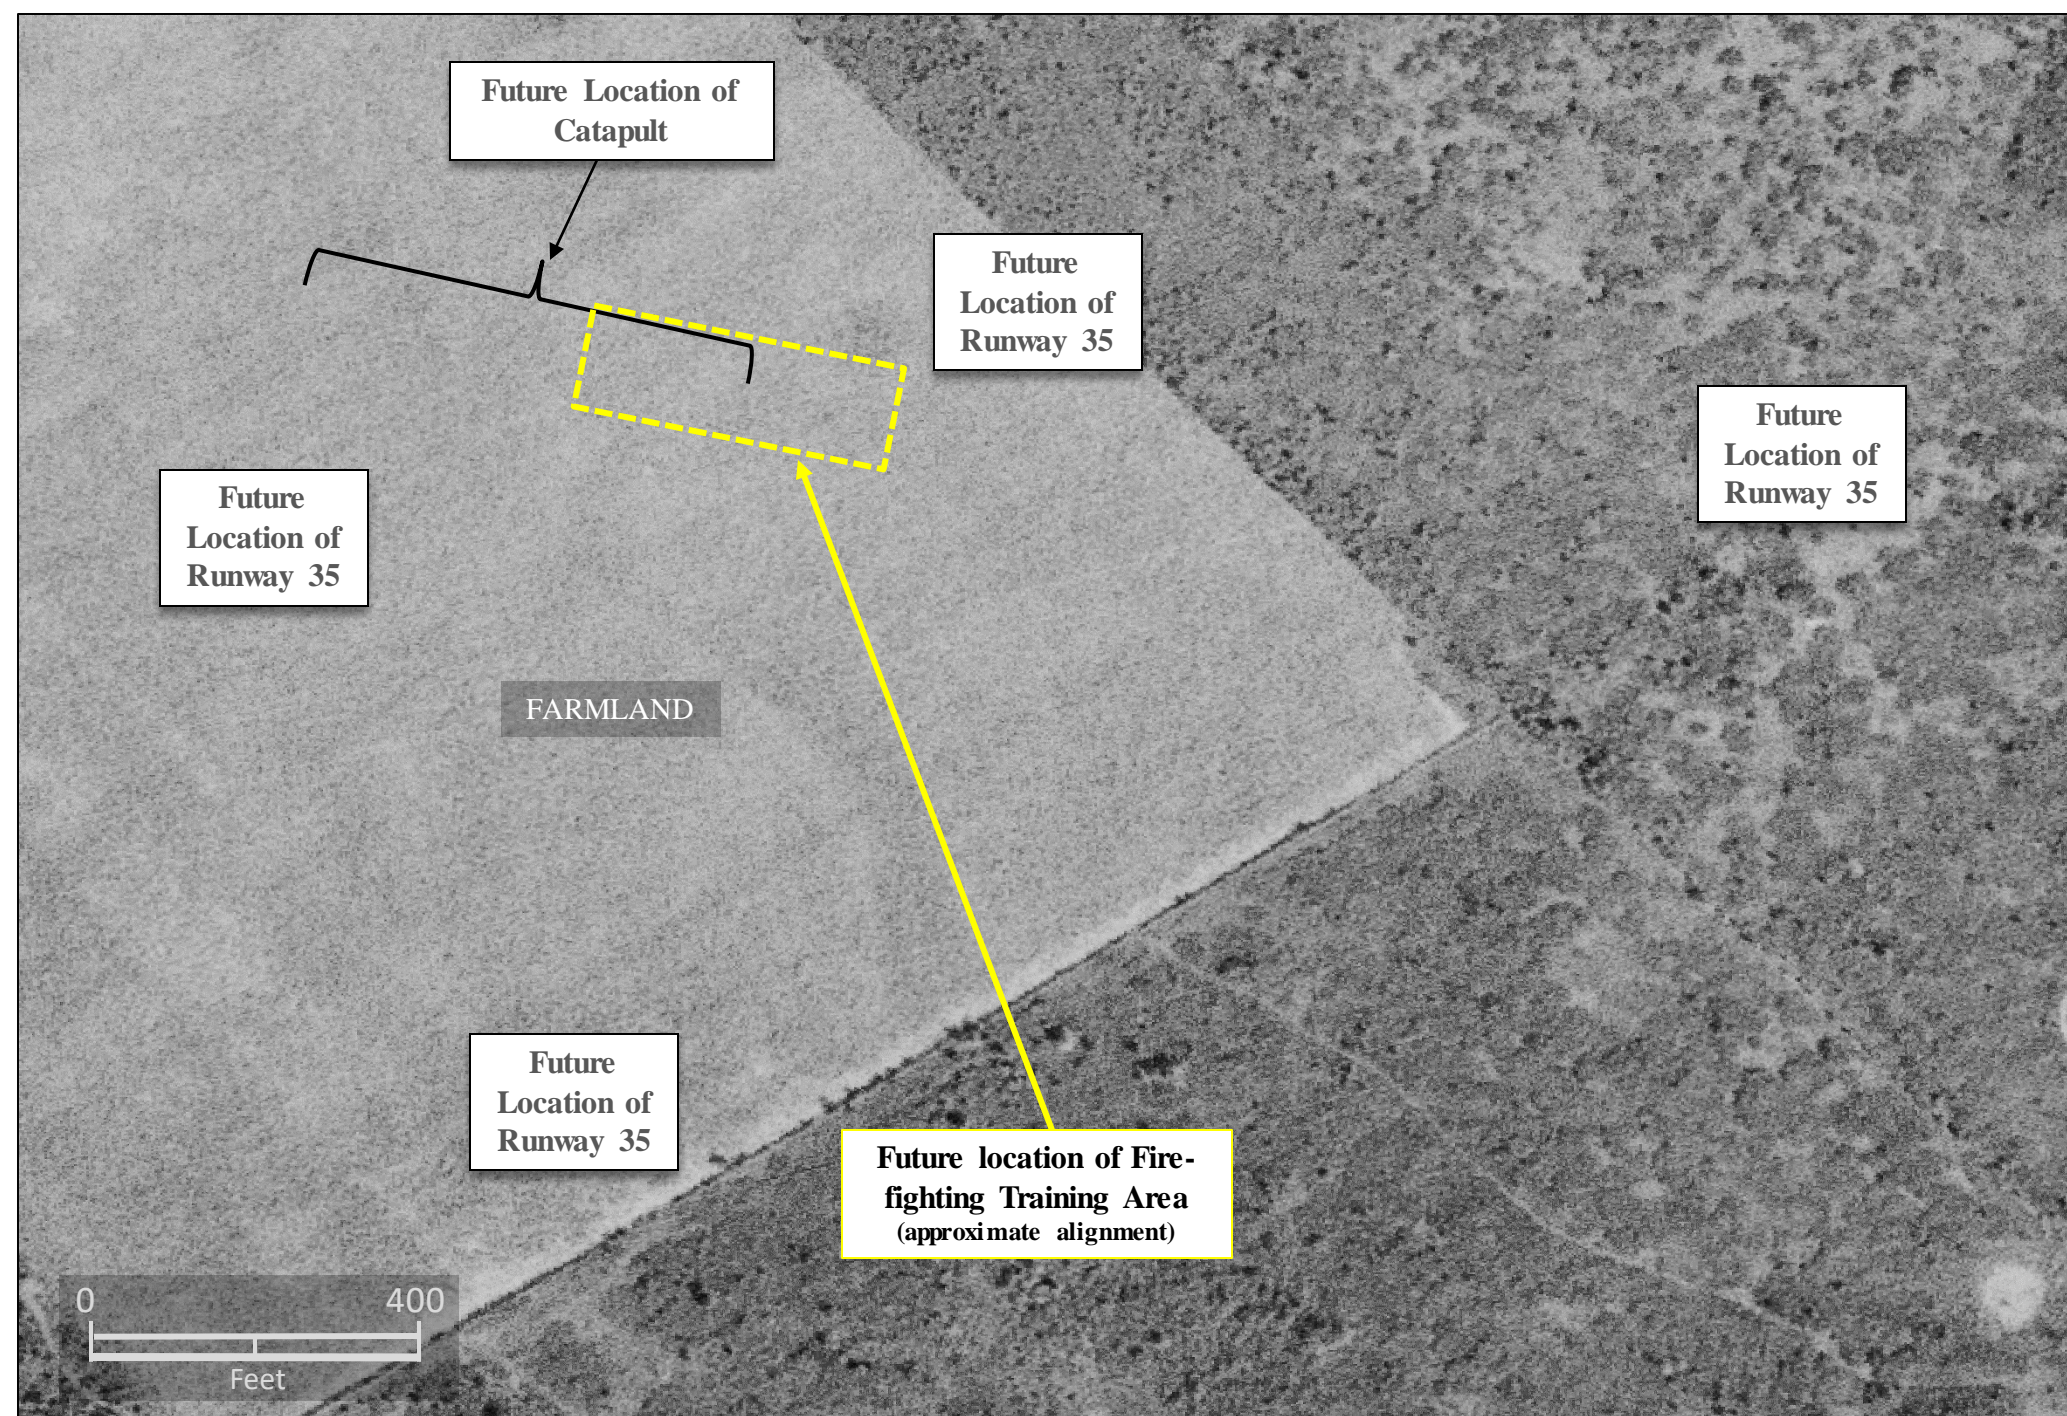 Future Location of
Catapult
Future
Location of
Runway 35
Future
Location of
Runway 35
Future
Location of
Runway 35
FARMLAND
Future
Location of
Runway 35
Future location of Fire-
fighting Training Area
(approximate alignment)
0 400
Feet